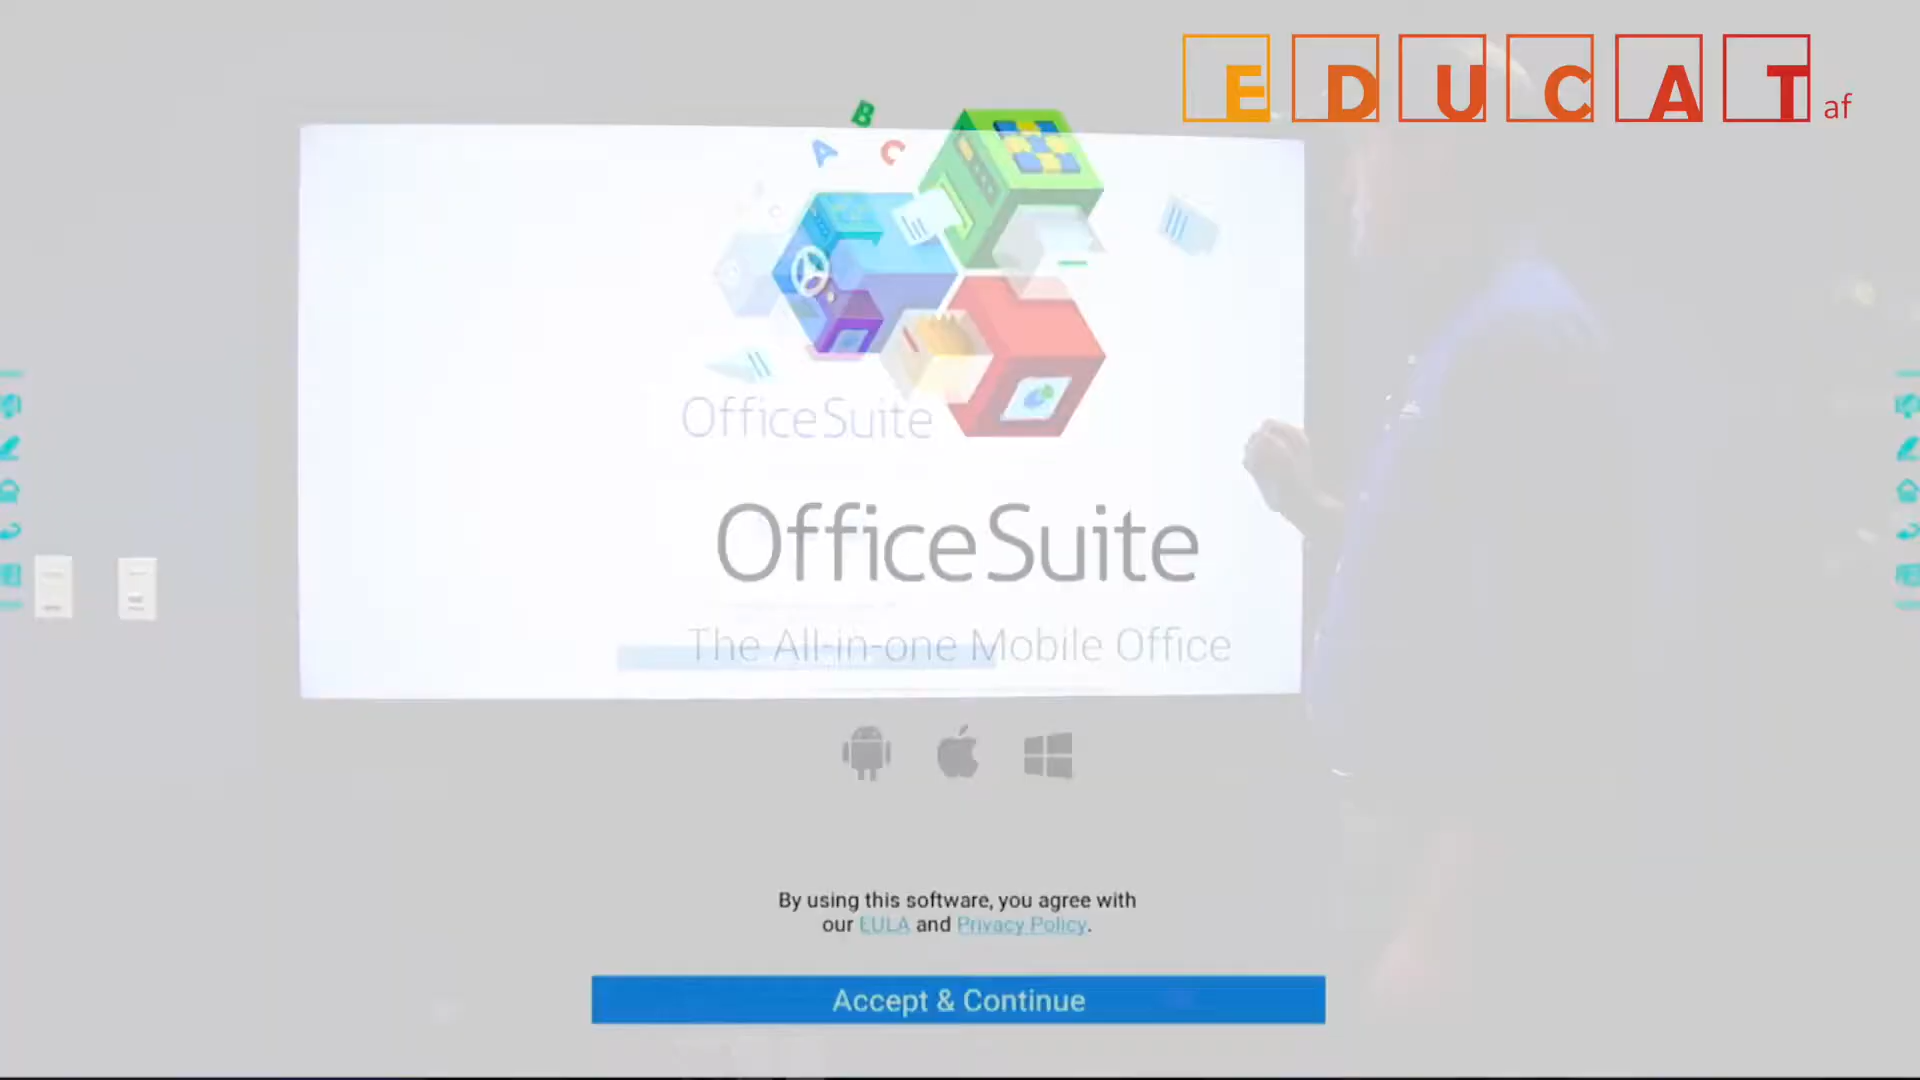 EDUCAT af
B
A C
OfficeSuite
OfficeSuite
The All-in-one Mobile Office
By using this software, you agree with
our EULA and Privacy Policy.
Accept & Continue